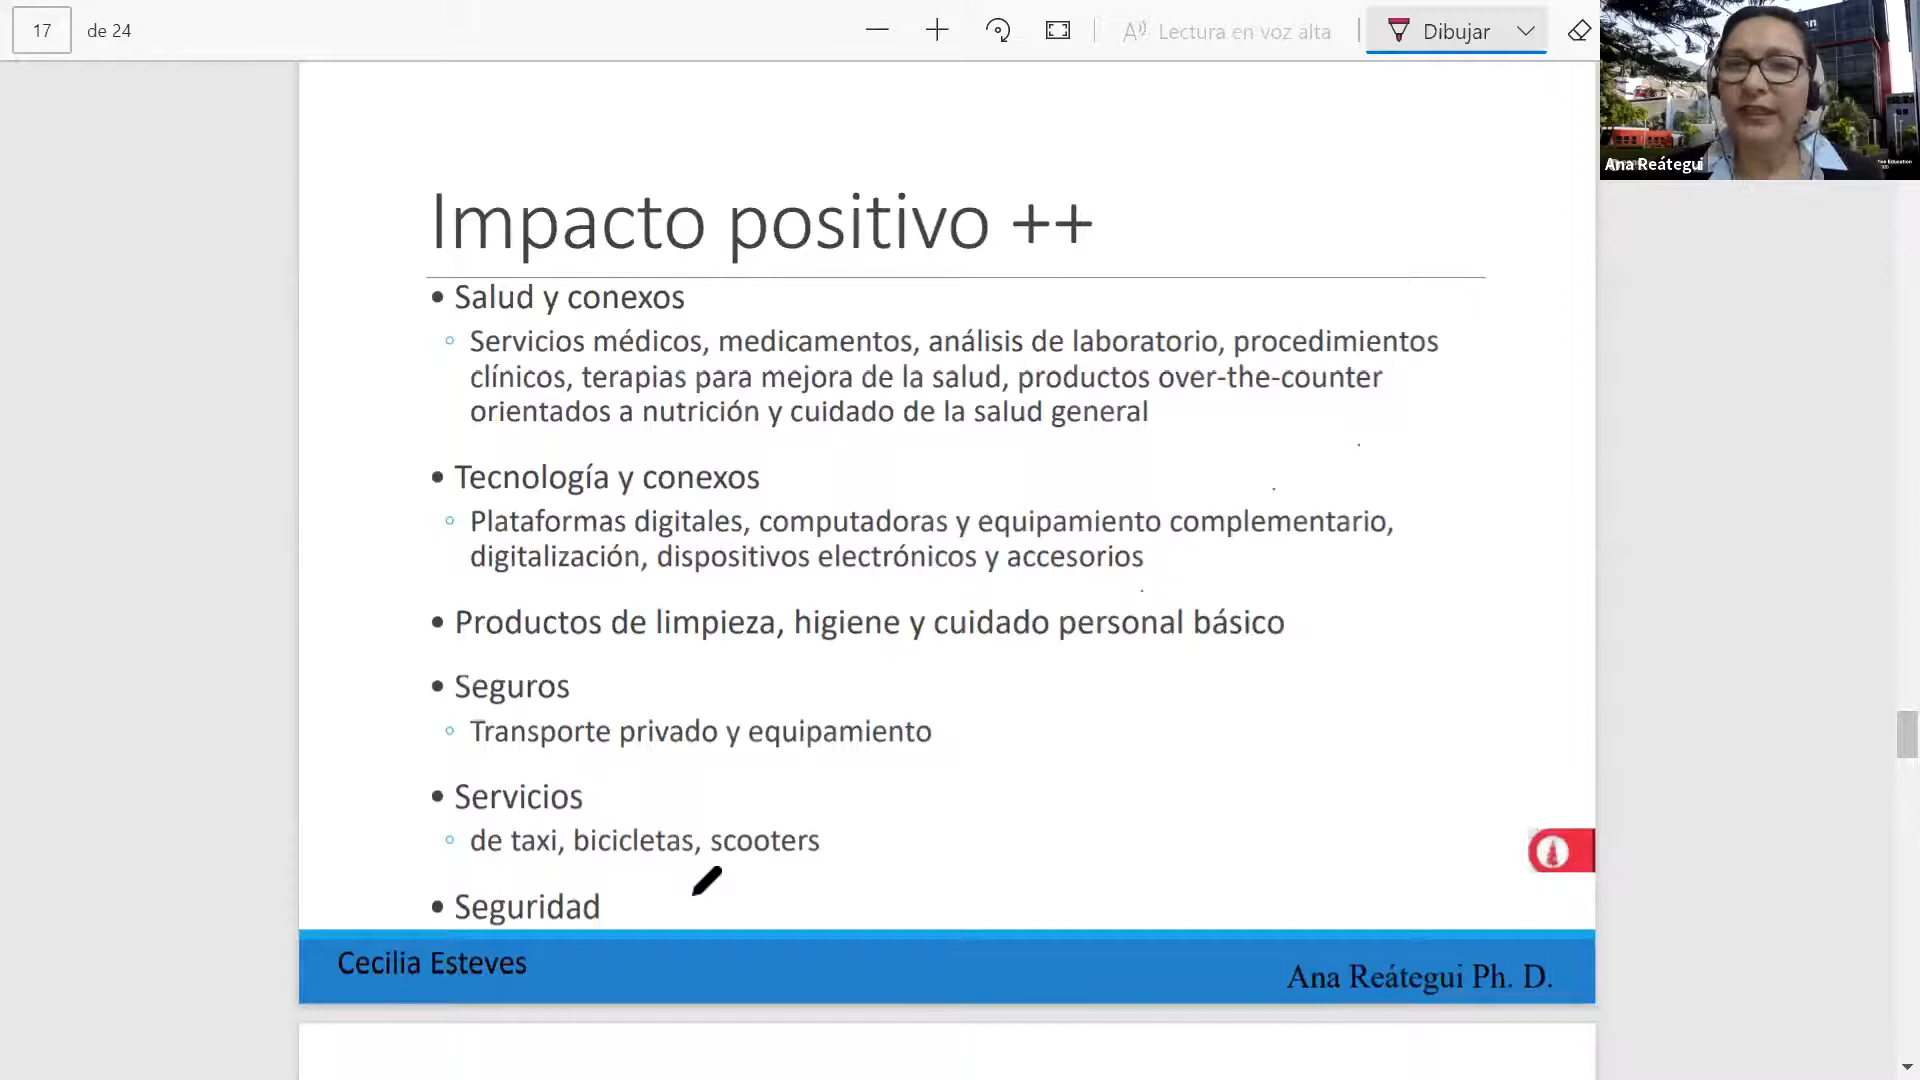 17 de 24
Lectura en voz alta
Dibujar
Ana Reátegui
Impacto positivo ++
• Salud y conexos
◦ Servicios médicos, medicamentos, análisis de laboratorio, procedimientos
clínicos, terapias para mejora de la salud, productos over-the-counter
orientados a nutrición y cuidado de la salud general
• Tecnología y conexos
◦ Plataformas digitales, computadoras y equipamiento complementario,
digitalización, dispositivos electrónicos y accesorios
• Productos de limpieza, higiene y cuidado personal básico
• Seguros
◦ Transporte privado y equipamiento
• Servicios
◦ de taxi, bicicletas, scooters
• Seguridad
Cecilia Esteves
Ana Reátegui Ph. D.